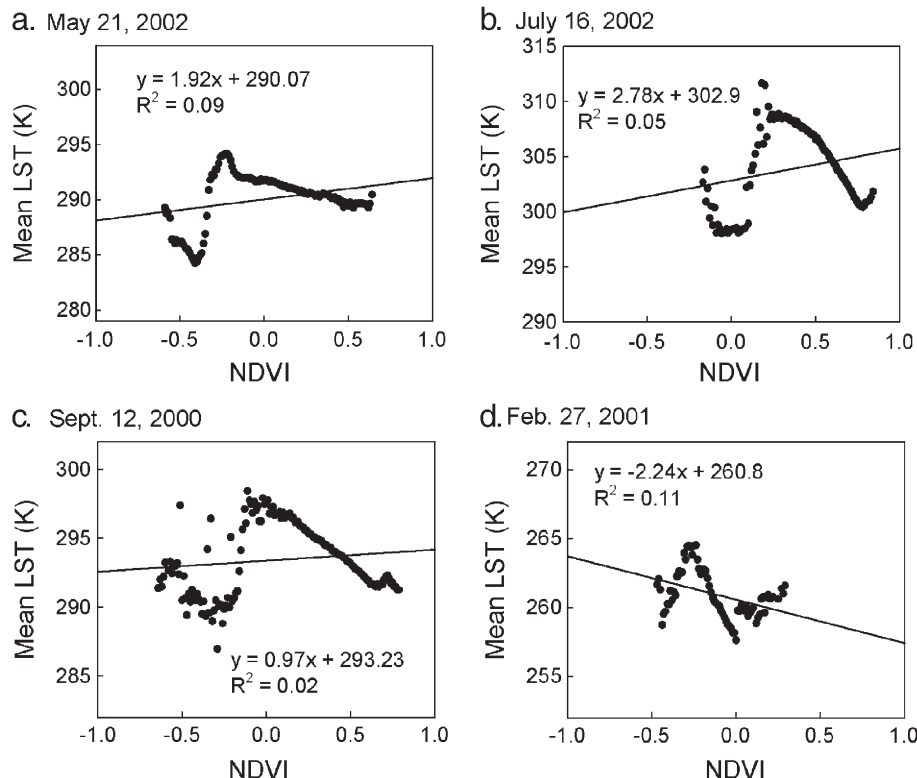 a. May 21, 2002
Mean LST (K)
300
295
290
285
280
y = 1.92x + 290.07
R² = 0.09
-1.0 -0.5 0.0 0.5 1.0
NDVI
b. July 16, 2002
Mean LST (K)
315
310
305
300
295
290
y = 2.78x + 302.9
R² = 0.05
-1.0 -0.5 0.0 0.5 1.0
NDVI
c. Sept. 12, 2000
Mean LST (K)
300
295
290
285
y = 0.97x + 293.23
R² = 0.02
-1.0 -0.5 0.0 0.5 1.0
NDVI
d. Feb. 27, 2001
Mean LST (K)
270
265
260
255
y = -2.24x + 260.8
R² = 0.11
-1.0 -0.5 0.0 0.5 1.0
NDVI